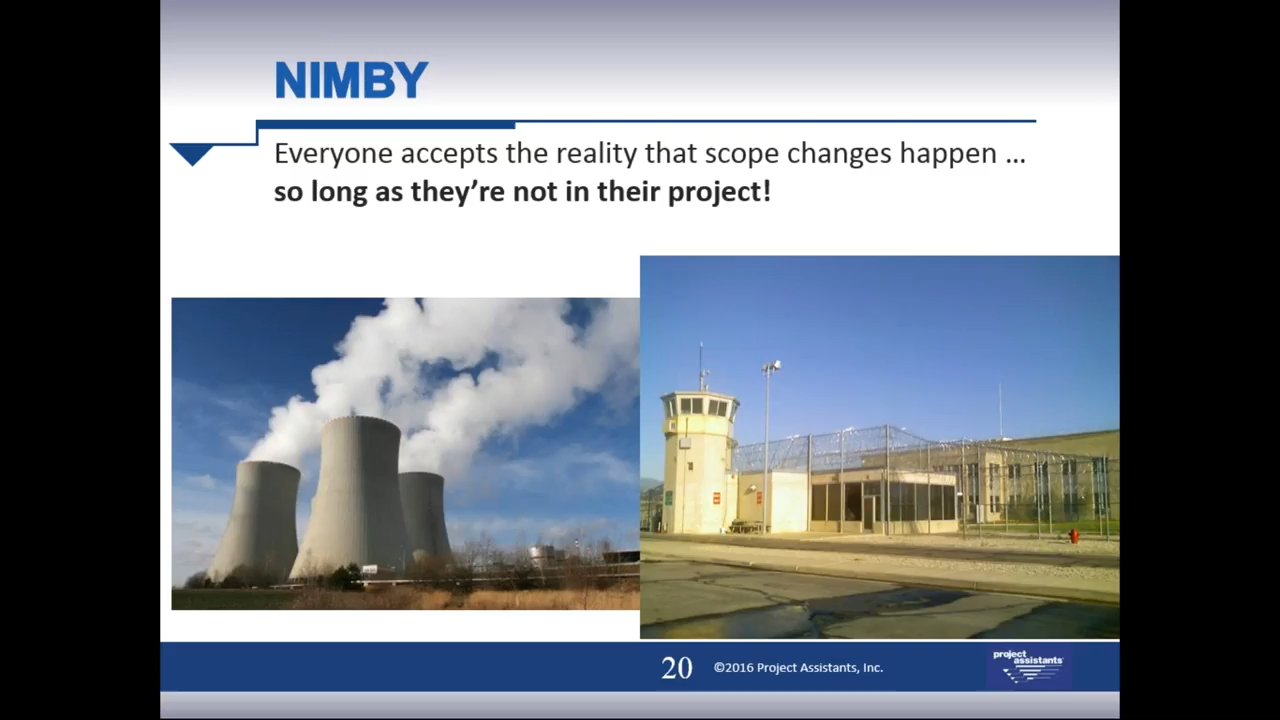 NIMBY
Everyone accepts the reality that scope changes happen …
so long as they’re not in their project!
20
©2016 Project Assistants, Inc.
project
assistants